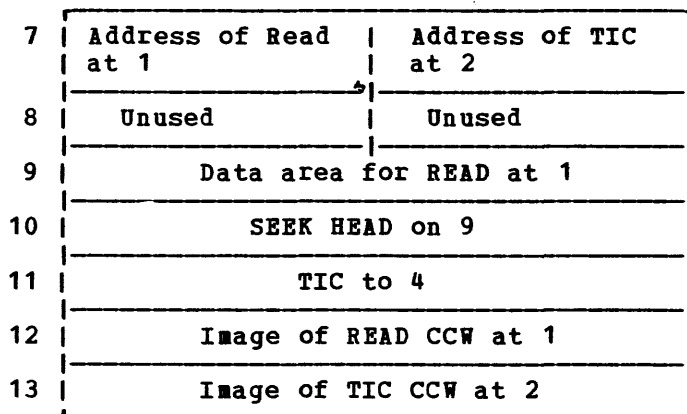 7 Address of Read Address of TIC
at 1 at 2
8 Unused Unused
9 Data area for READ at 1
10 SEEK HEAD on 9
11 TIC to 4
12 Image of READ CCW at 1
13 Image of TIC CCW at 2